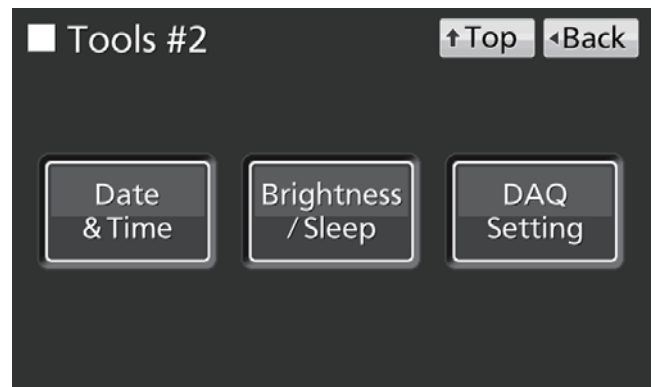 Tools #2
Top
Back
Date
& Time
Brightness
/ Sleep
DAQ
Setting